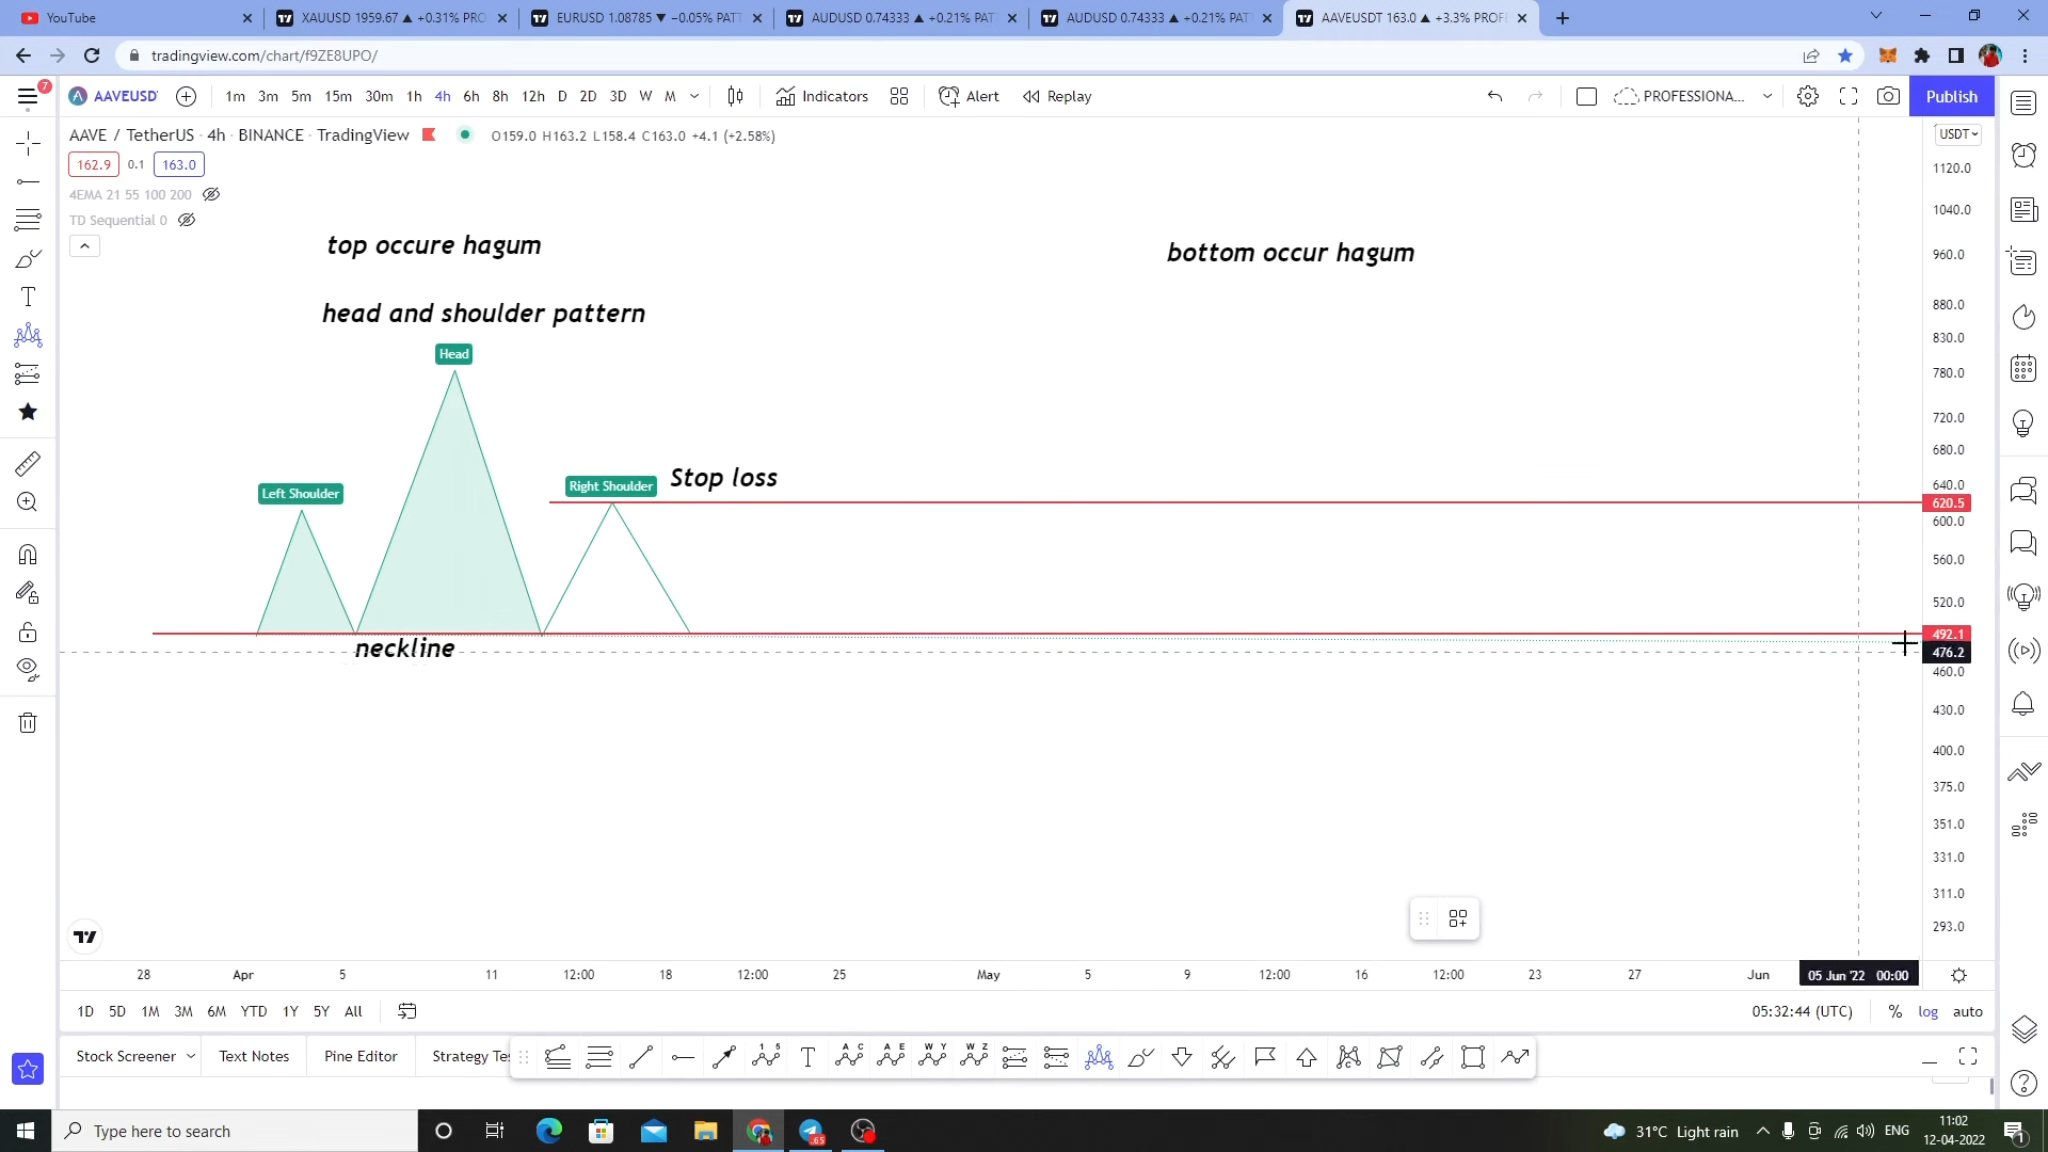 YouTube
XAUUSD 1959.67 ▲ +0.31% PRO
EURUSD 1.08785 ▼ −0.05% PAT
AUDUSD 0.74333 ▲ +0.21% PAT
AUDUSD 0.74333 ▲ +0.21% PAT
AAVEUSDT 163.0 ▲ +3.3% PROF
tradingview.com/chart/f9ZE8UPO/
7
AAVEUSD
1m 3m 5m 15m 30m 1h 4h 6h 8h 12h D 2D 3D W M
Indicators
Alert
Replay
PROFESSIONA...
Publish
AAVE / TetherUS · 4h · BINANCE · TradingView
O159.0 H163.2 L158.4 C163.0 +4.1 (+2.58%)
USDT
162.9 0.1 163.0
4EMA 21 55 100 200
TD Sequential 0
top occure hagum
bottom occur hagum
head and shoulder pattern
Head
Left Shoulder
Right Shoulder
Stop loss
neckline
1120.0
1040.0
960.0
880.0
830.0
780.0
720.0
680.0
640.0
620.5
600.0
560.0
520.0
492.1
476.2
460.0
430.0
400.0
375.0
351.0
331.0
311.0
293.0
28 Apr 5 11 12:00 18 12:00 25 May 5 9 12:00 16 12:00 23 27 Jun 05 Jun '22 00:00
1D 5D 1M 3M 6M YTD 1Y 5Y All
05:32:44 (UTC) % log auto
Stock Screener Text Notes Pine Editor Strategy Te
1 5
A C
A E
W Y
W Z
Type here to search
65
31°C Light rain
ENG
11:02
12-04-2022
1